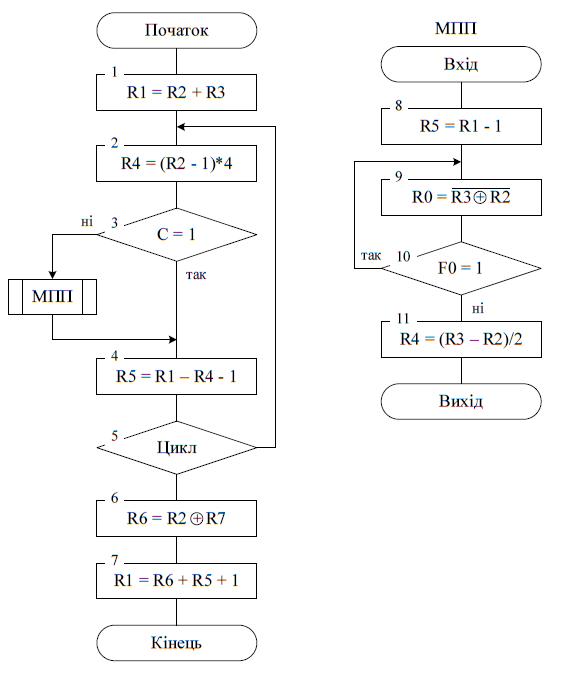 Початок
1
R1 = R2 + R3
2
R4 = (R2 - 1)*4
ні
3
C = 1
так
МПП
4
R5 = R1 – R4 - 1
5
Цикл
6
R6 = R2 ⊕ R7
7
R1 = R6 + R5 + 1
Кінець
МПП
Вхід
8
R5 = R1 - 1
9
R0 = R̅3̅ ̅⊕̅ ̅R̅2̅
так
10
F0 = 1
ні
11
R4 = (R3 – R2)/2
Вихід